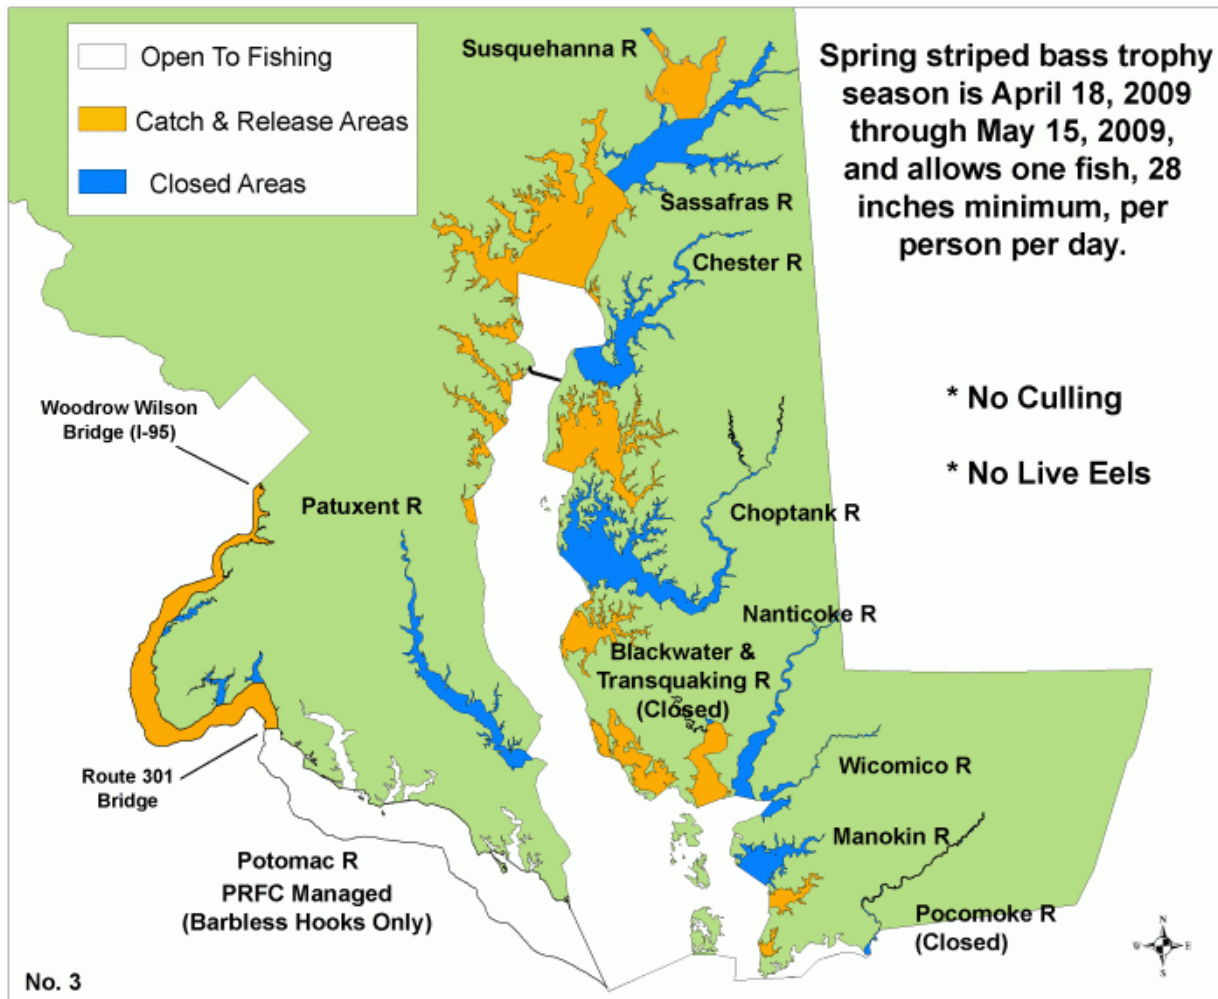 Open To Fishing
Catch & Release Areas
Closed Areas
Susquehanna R
Spring striped bass trophy
season is April 18, 2009
through May 15, 2009,
and allows one fish, 28
inches minimum, per
person per day.
Sassafras R
Chester R
* No Culling
* No Live Eels
Woodrow Wilson
Bridge (I-95)
Patuxent R
Choptank R
Nanticoke R
Blackwater &
Transquaking R
(Closed)
Wicomico R
Route 301
Bridge
Manokin R
Potomac R
PRFC Managed
(Barbless Hooks Only)
Pocomoke R
(Closed)
N
W E
S
No. 3